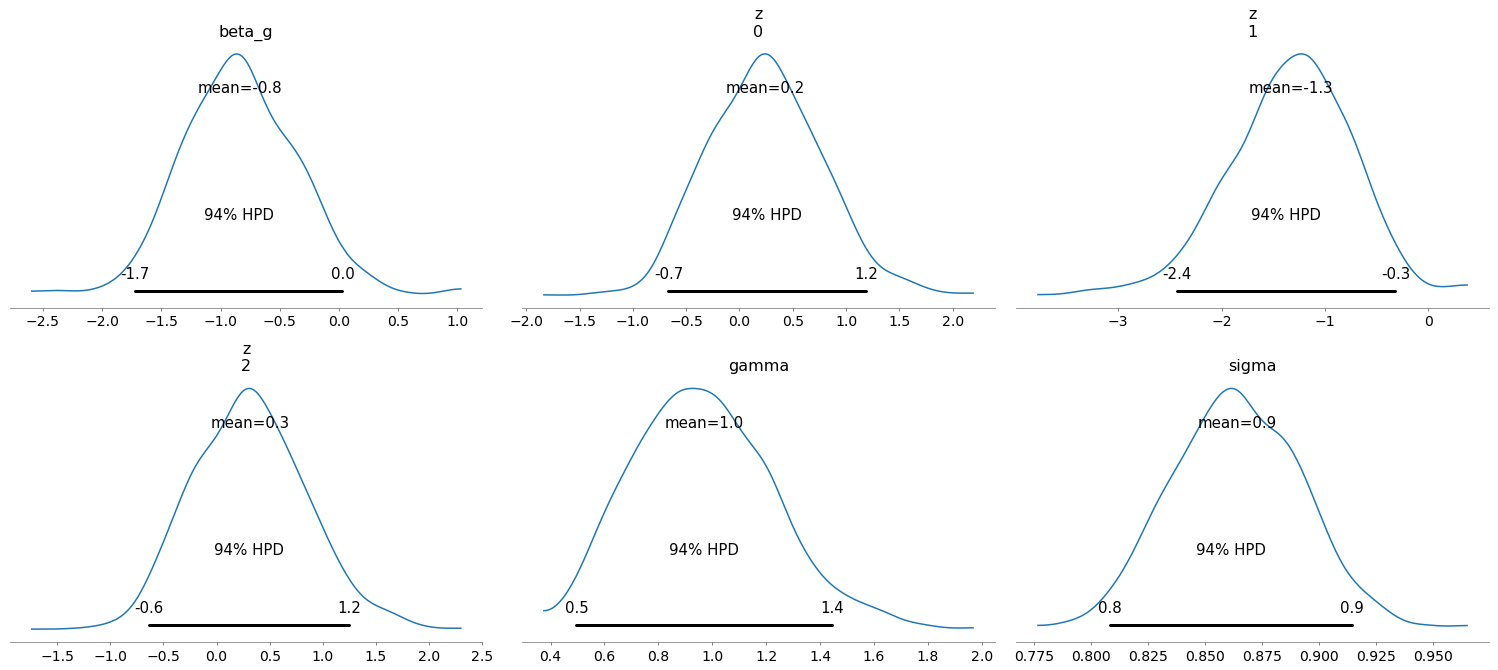 beta_g
mean=-0.8
94% HPD
-1.7 0.0
−2.5 −2.0 −1.5 −1.0 −0.5 0.0 0.5 1.0
z
0
mean=0.2
94% HPD
-0.7 1.2
−2.0 −1.5 −1.0 −0.5 0.0 0.5 1.0 1.5 2.0
z
1
mean=-1.3
94% HPD
-2.4 -0.3
−3 −2 −1 0
z
2
mean=0.3
94% HPD
-0.6 1.2
−1.5 −1.0 −0.5 0.0 0.5 1.0 1.5 2.0 2.5
gamma
mean=1.0
94% HPD
0.5 1.4
0.4 0.6 0.8 1.0 1.2 1.4 1.6 1.8 2.0
sigma
mean=0.9
94% HPD
0.8 0.9
0.775 0.800 0.825 0.850 0.875 0.900 0.925 0.950